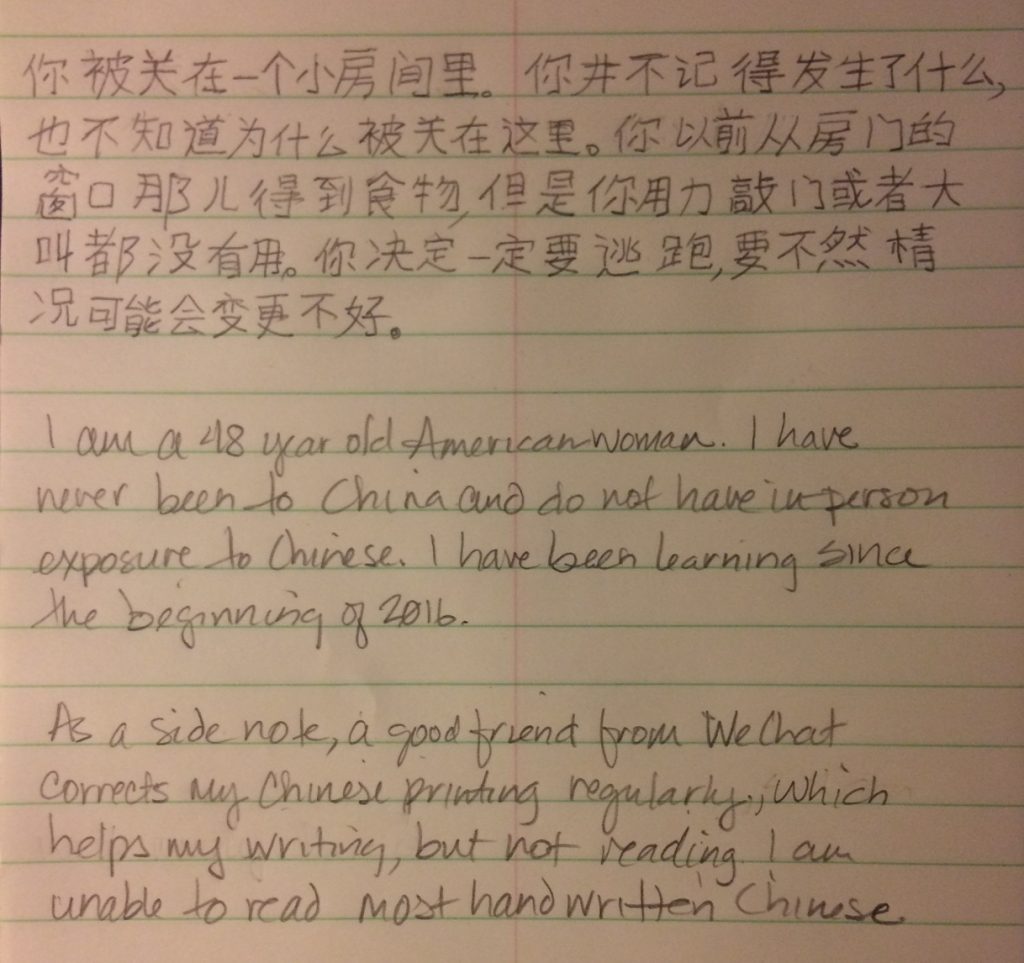 你被关在一个小房间里。你并不记得发生了什么,
也不知道为什么被关在这里。你以前从房门的
窗口那儿得到食物,但是你用力敲门或者大
叫都没有用。你决定一定要逃跑,要不然情
况可能会变更不好。
I am a 48 year old American woman. I have
never been to China and do not have in-person
exposure to Chinese. I have been learning since
the beginning of 2016.
As a side note, a good friend from WeChat
corrects my Chinese printing regularly, which
helps my writing, but not reading. I am
unable to read most handwritten Chinese.